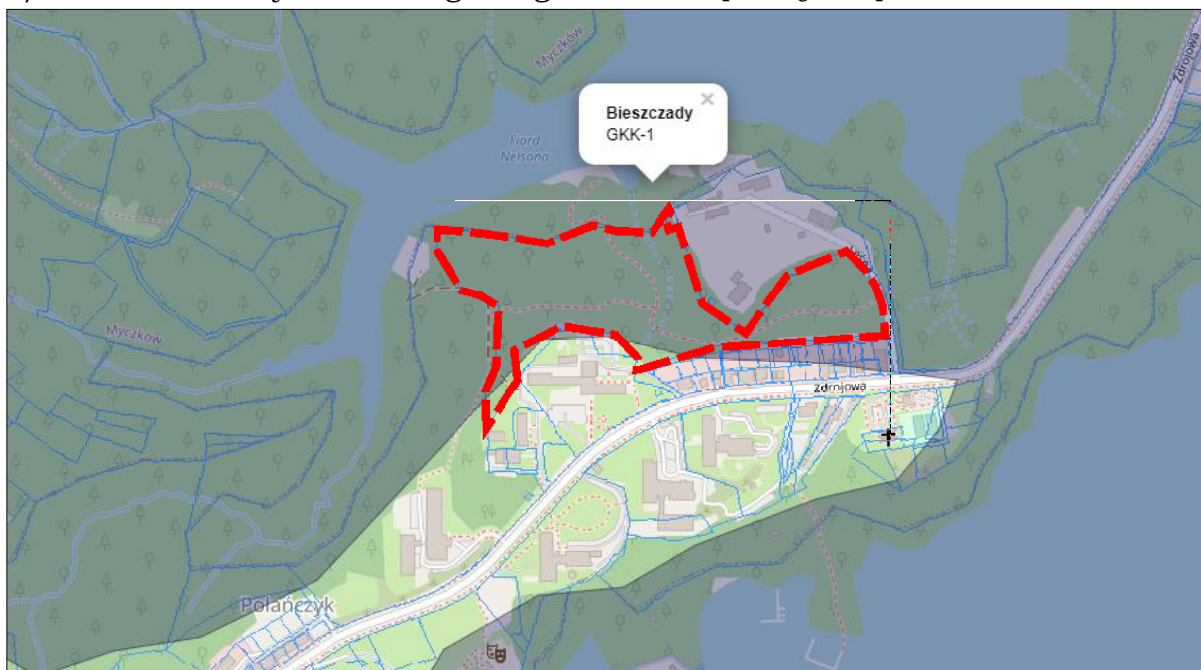 Myczków
Zdrojowa
Bieszczady
GKK-1
Fiord
Nelsona
Myczków
Zdrojowa
Polańczyk